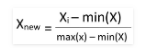 Xnew = Xi – min(X)
max(x) – min(X)